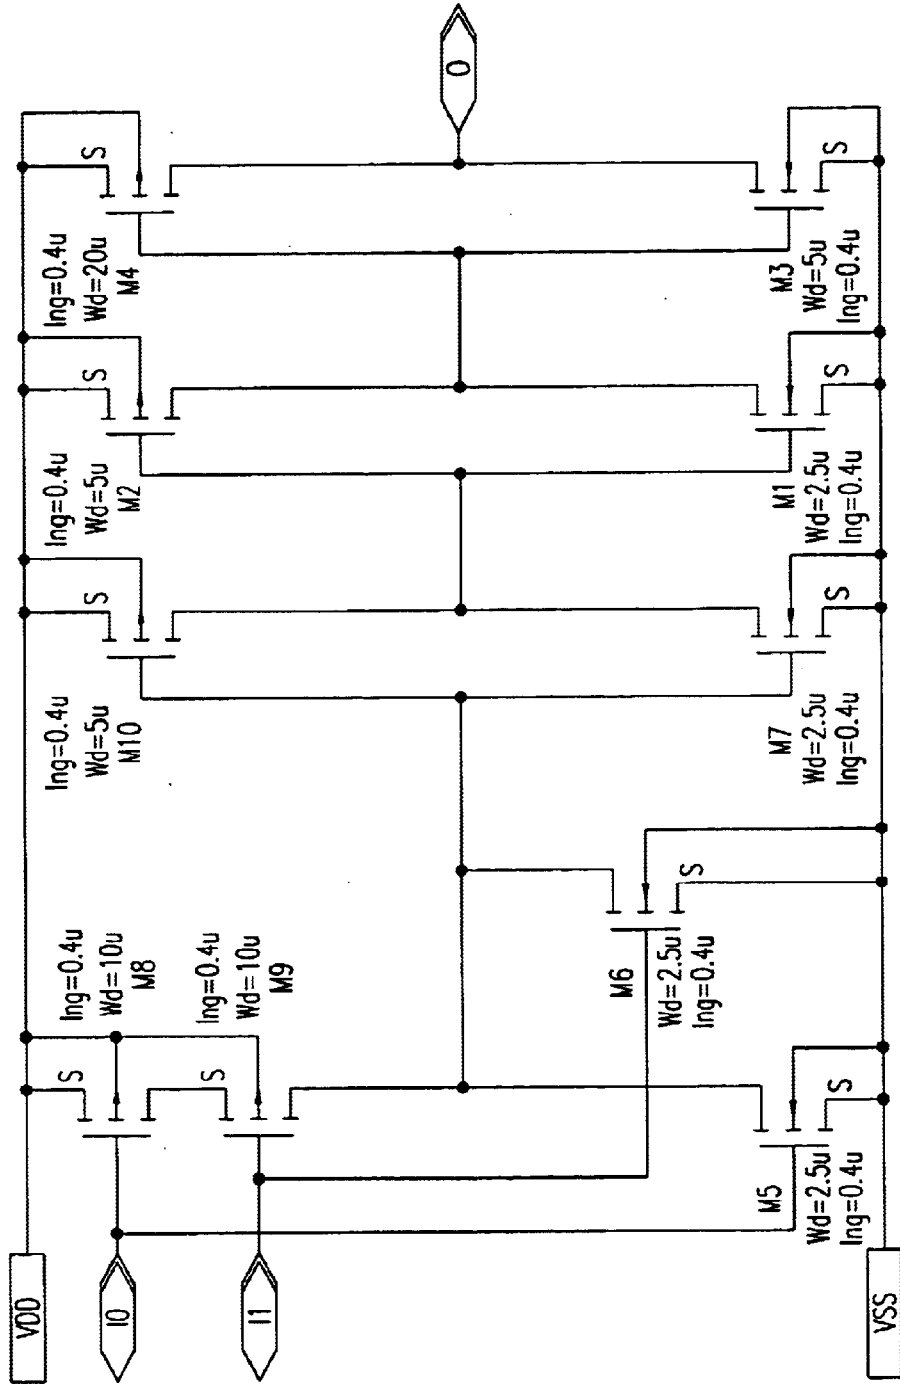 VDD
I0
I1
lng=0.4u
Wd=10u
M8
S
lng=0.4u
Wd=10u
M9
S
M5
Wd=2.5u
lng=0.4u
S
M6
Wd=2.5u
lng=0.4u
S
lng=0.4u
Wd=5u
M10
S
M7
Wd=2.5u
lng=0.4u
S
lng=0.4u
Wd=5u
M2
S
M1
Wd=2.5u
lng=0.4u
S
lng=0.4u
Wd=20u
M4
S
M3
Wd=5u
lng=0.4u
S
O
VSS